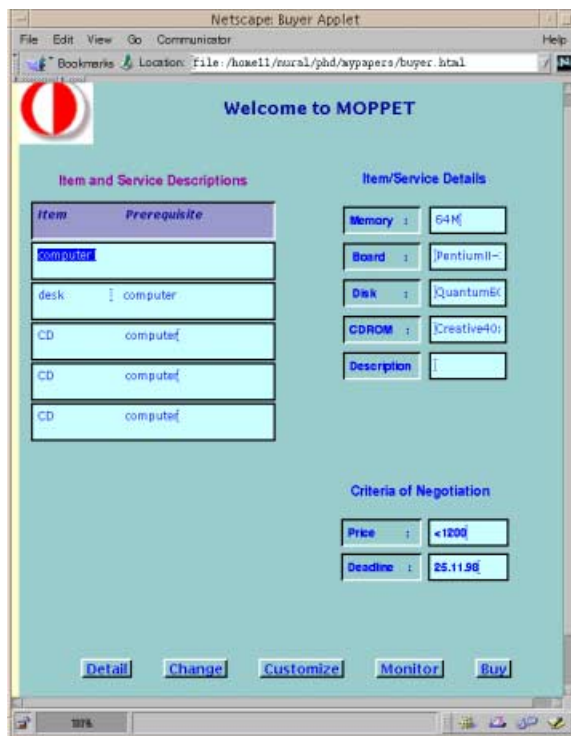 Netscape: Buyer Applet
File Edit View Go Communicator Help
Bookmarks Location: file:/home11/nural/phd/mypapers/buyer.html
Welcome to MOPPET
Item and Service Descriptions
Item Prerequisite
computer
desk computer
CD computer
CD computer
CD computer
Item/Service Details
Memory : 64M
Board : PentiumII-
Disk :
CDROM :
Description
Criteria of Negotiation
Price : <1200
Deadline : 25.11.98
Detail Change Customize Monitor Buy
100%